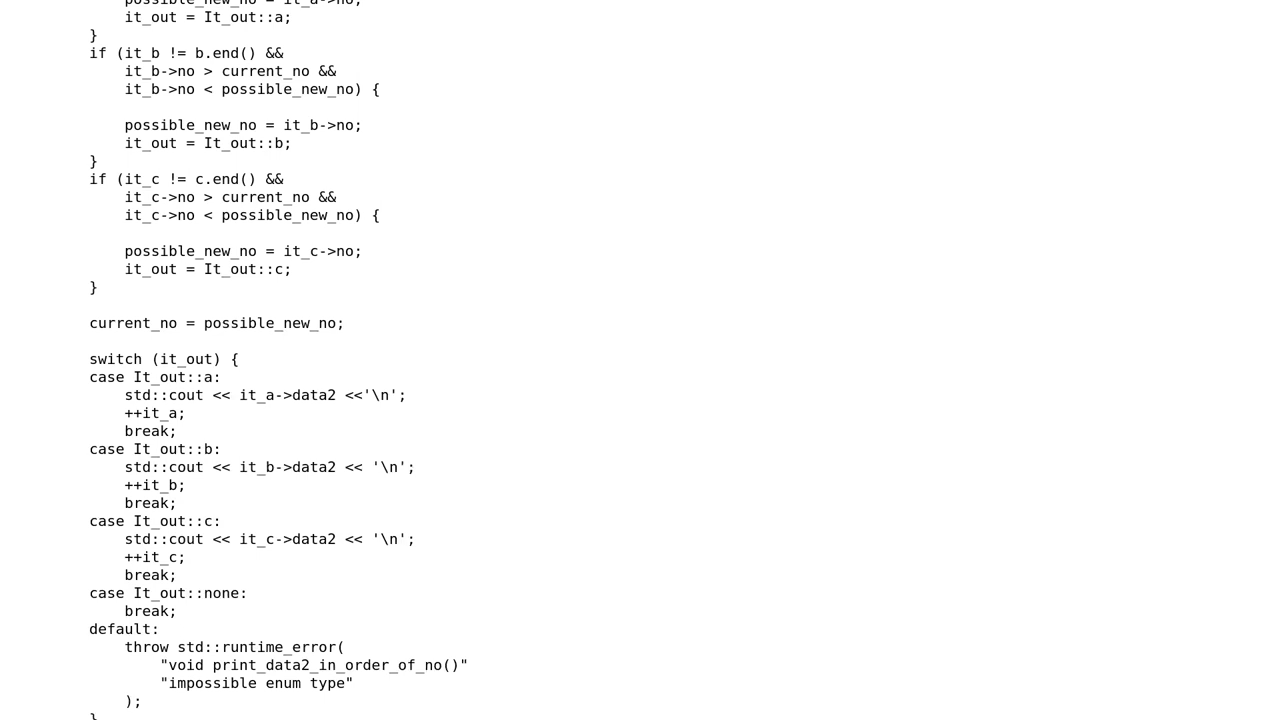 possible_new_no = it_a->no;
it_out = It_out::a;
}
if (it_b != b.end() &&
it_b->no > current_no &&
it_b->no < possible_new_no) {
possible_new_no = it_b->no;
it_out = It_out::b;
}
if (it_c != c.end() &&
it_c->no > current_no &&
it_c->no < possible_new_no) {
possible_new_no = it_c->no;
it_out = It_out::c;
}
current_no = possible_new_no;
switch (it_out) {
case It_out::a:
std::cout << it_a->data2 <<'\n';
++it_a;
break;
case It_out::b:
std::cout << it_b->data2 << '\n';
++it_b;
break;
case It_out::c:
std::cout << it_c->data2 << '\n';
++it_c;
break;
case It_out::none:
break;
default:
throw std::runtime_error(
"void print_data2_in_order_of_no()"
"impossible enum type"
);
}